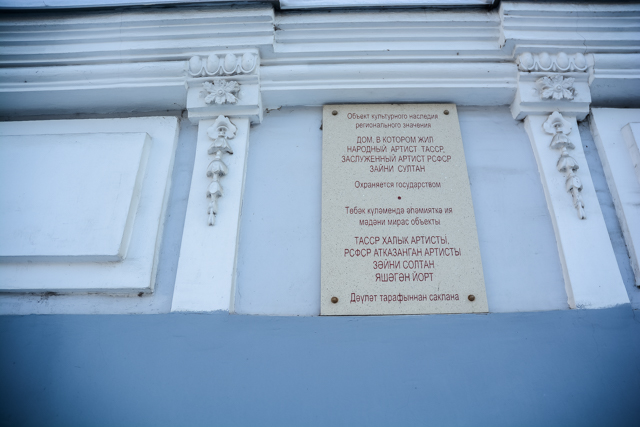 Объект культурного наследия
регионального значения
ДОМ, В КОТОРОМ ЖИЛ
НАРОДНЫЙ АРТИСТ ТАССР,
ЗАСЛУЖЕННЫЙ АРТИСТ РСФСР
ЗАЙНИ СУЛТАН
Охраняется государством
•
Төбәк күләмендә әһәмияткә ия
мәдәни мирас объекты
ТАССР ХАЛЫК АРТИСТЫ,
РСФСР АТКАЗАНГАН АРТИСТЫ
ЗӘЙНИ СОЛТАН
ЯШӘГӘН ЙОРТ
Дәүләт тарафыннан саклана